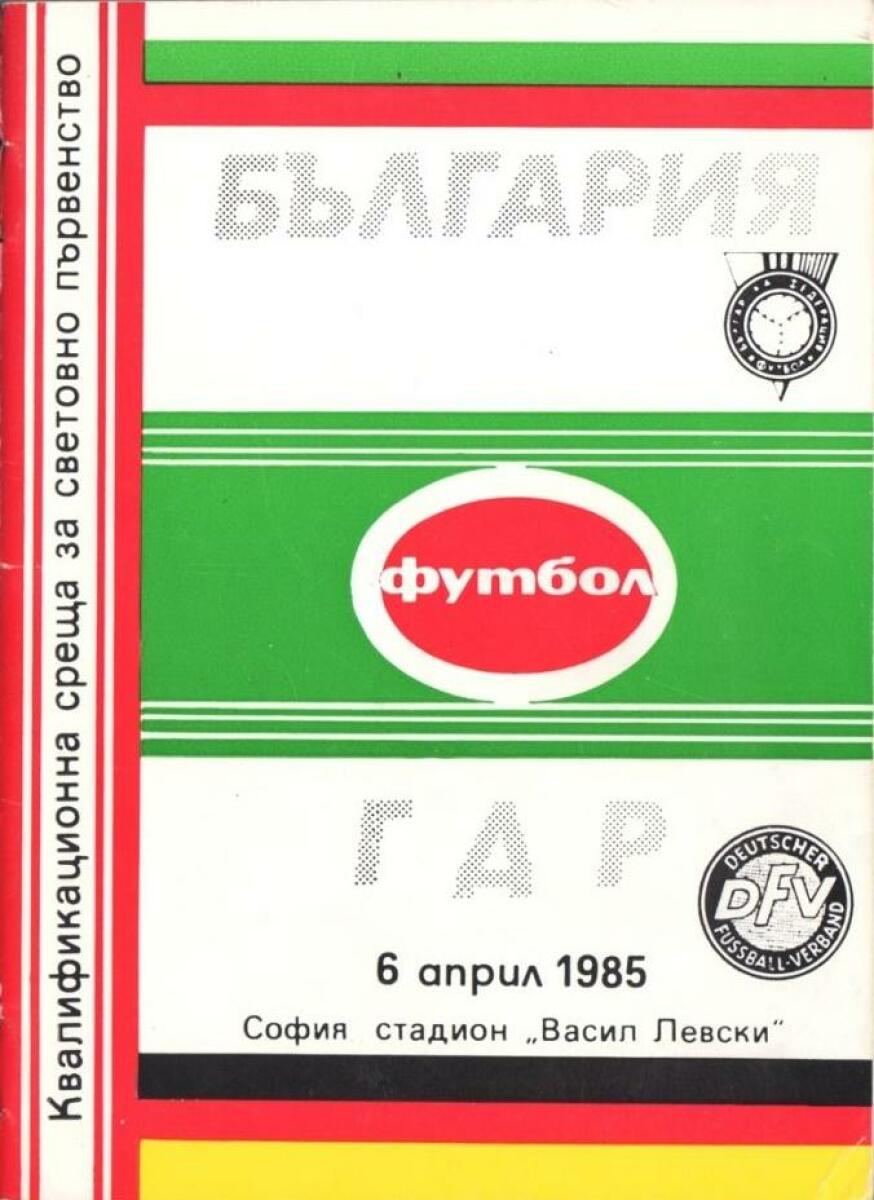 Квалификационна среща за световно първенство
БЪЛГАРИЯ
футбол
ГДР
DEUTSCHER
DFV
FUSSBALL-VERBAND
6 април 1985
София стадион „Васил Левски“